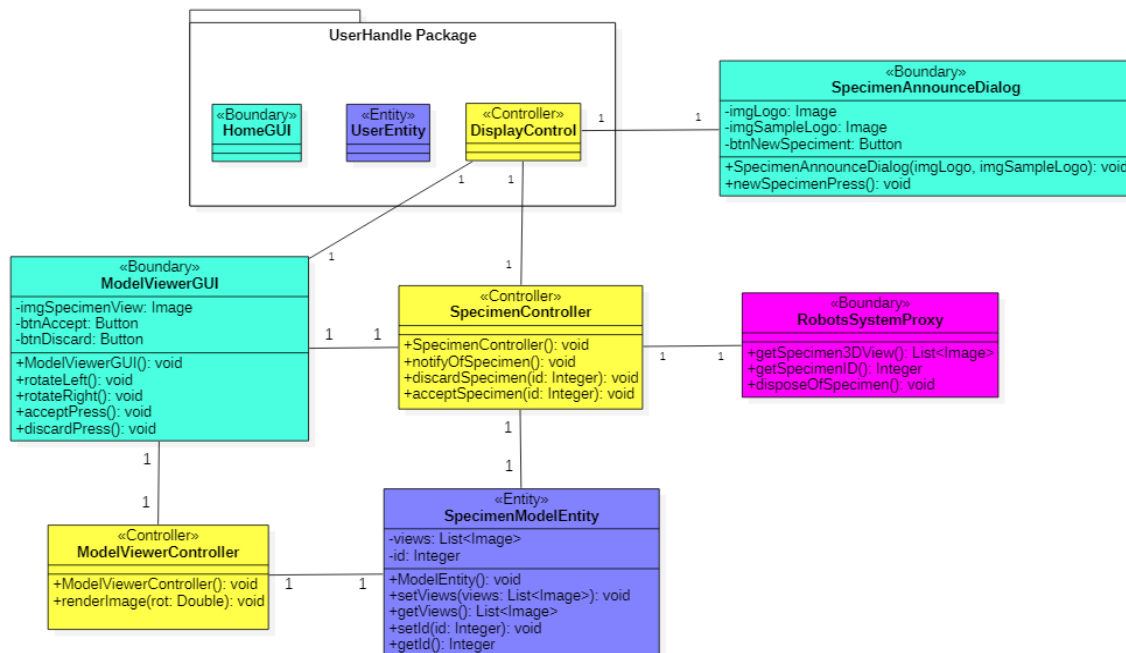 UserHandle Package
«Boundary»
HomeGUI
«Entity»
UserEntity
«Controller»
DisplayControl
1
1
1
1
«Boundary»
SpecimenAnnounceDialog
-imgLogo: Image
-imgSampleLogo: Image
-btnNewSpeciment: Button
+SpecimenAnnounceDialog(imgLogo, imgSampleLogo): void
+newSpecimenPress(): void
1
1
«Boundary»
ModelViewerGUI
-imgSpecimenView: Image
-btnAccept: Button
-btnDiscard: Button
+ModelViewerGUI(): void
+rotateLeft(): void
+rotateRight(): void
+acceptPress(): void
+discardPress(): void
1
1
«Controller»
SpecimenController
+SpecimenController(): void
+notifyOfSpecimen(): void
+discardSpecimen(id: Integer): void
+acceptSpecimen(id: Integer): void
1
1
«Boundary»
RobotsSystemProxy
+getSpecimen3DView(): List<Image>
+getSpecimenID(): Integer
+disposeOfSpecimen(): void
1
1
1
1
«Controller»
ModelViewerController
+ModelViewerController(): void
+renderImage(rot: Double): void
1
1
«Entity»
SpecimenModelEntity
-views: List<Image>
-id: Integer
+ModelEntity(): void
+setViews(views: List<Image>): void
+getViews(): List<Image>
+setId(id: Integer): void
+getId(): Integer